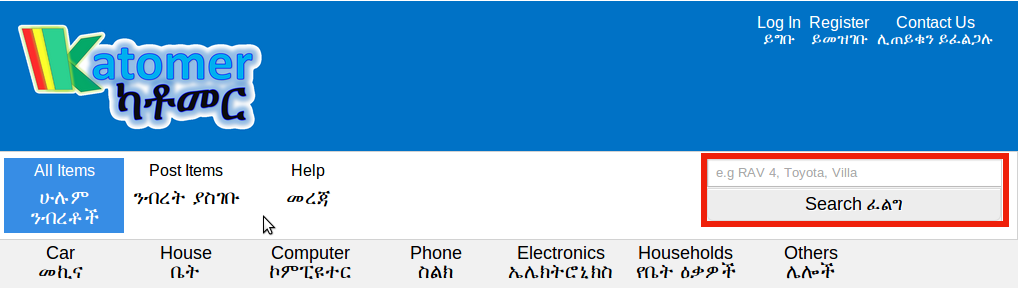 Katomer
ካቶመር
Log In Register Contact Us
ይግቡ ይመዝገቡ ሊጠይቁን ይፈልጋሉ
All Items Post Items Help
ሁሉም ንብረቶች ንብረት ያስገቡ መረጃ
e.g RAV 4, Toyota, Villa
Search ፈልግ
Car House Computer Phone Electronics Households Others
መኪና ቤት ኮምፒዩተር ስልክ ኤሌክትሮኒክስ የቤት ዕቃዎች ሌሎች